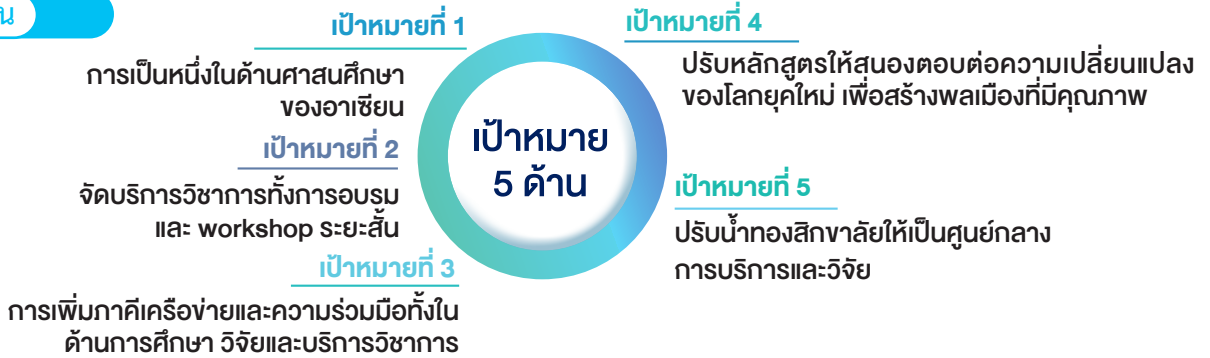 น
เป้าหมายที่ 1
การเป็นหนึ่งในด้านศาสนศึกษา
ของอาเซียน
เป้าหมายที่ 2
จัดบริการวิชาการทั้งการอบรม
และ workshop ระยะสั้น
เป้าหมายที่ 3
การเพิ่มภาคีเครือข่ายและความร่วมมือทั้งใน
ด้านการศึกษา วิจัยและบริการวิชาการ
เป้าหมาย
5 ด้าน
เป้าหมายที่ 4
ปรับหลักสูตรให้สนองตอบต่อความเปลี่ยนแปลง
ของโลกยุคใหม่ เพื่อสร้างพลเมืองที่มีคุณภาพ
เป้าหมายที่ 5
ปรับน้ำทองสิกขาลัยให้เป็นศูนย์กลาง
การบริการและวิจัย